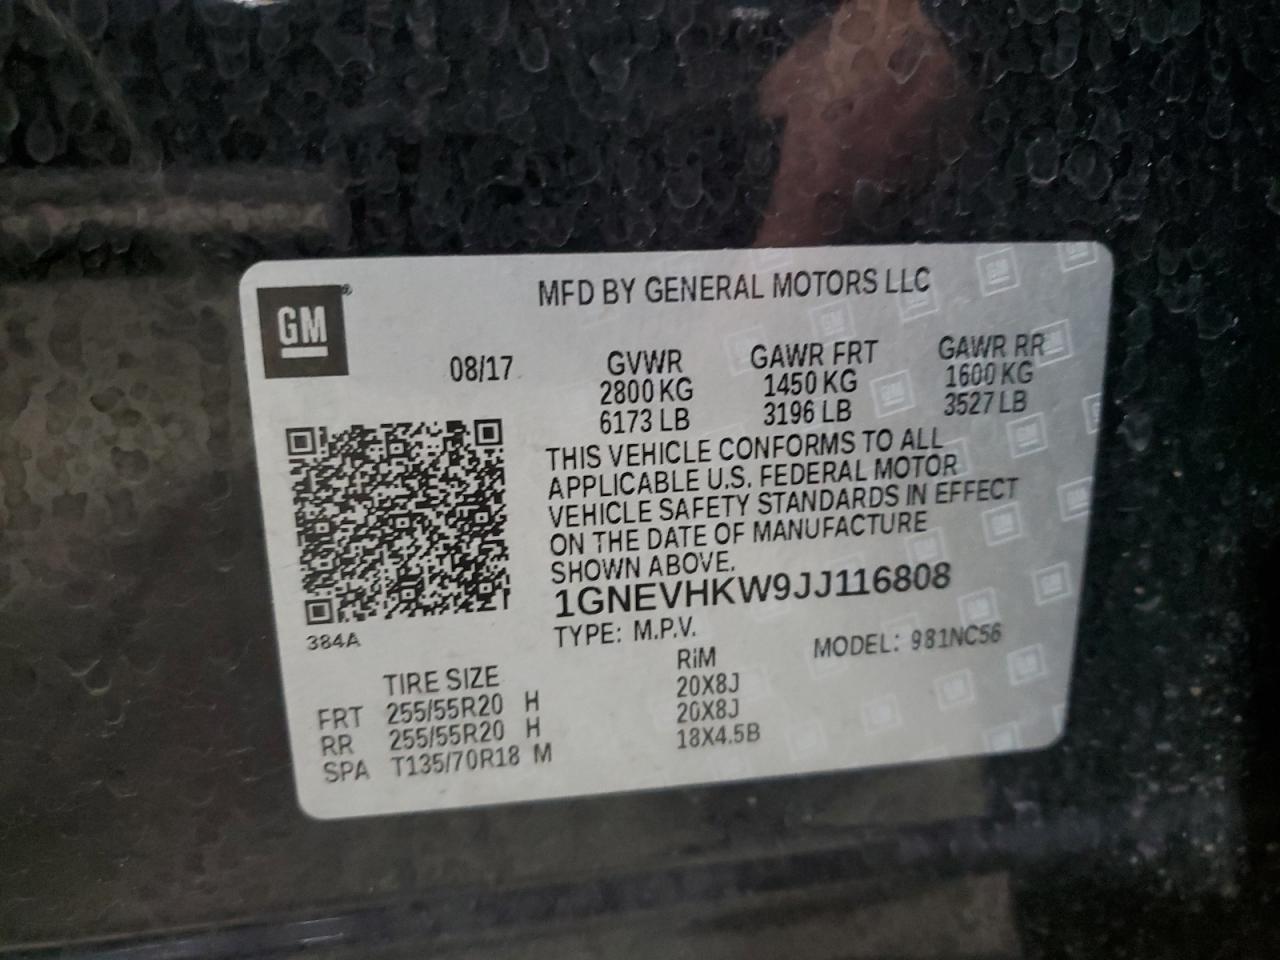 GM®
MFD BY GENERAL MOTORS LLC
08/17
GVWR GAWR FRT GAWR RR
2800 KG 1450 KG 1600 KG
6173 LB 3196 LB 3527 LB
THIS VEHICLE CONFORMS TO ALL
APPLICABLE U.S. FEDERAL MOTOR
VEHICLE SAFETY STANDARDS IN EFFECT
ON THE DATE OF MANUFACTURE
SHOWN ABOVE.
1GNEVHKW9JJ116808
384A
TYPE: M.P.V. MODEL: 981NC56
TIRE SIZE RiM
FRT 255/55R20 H 20X8J
RR 255/55R20 H 20X8J
SPA T135/70R18 M 18X4.5B